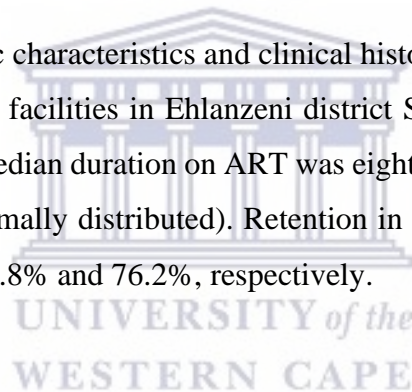 c characteristics and clinical histo
facilities in Ehlanzeni district S
edian duration on ART was eight
mally distributed). Retention in
.8% and 76.2%, respectively.
UNIVERSITY of the
WESTERN CAPE